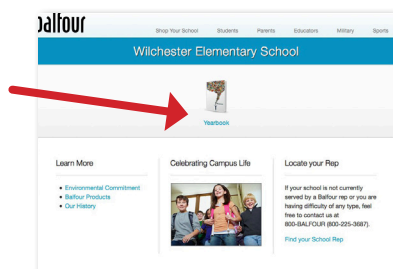 balfour
Shop Your School Students Parents Educators Military Sports
Wilchester Elementary School
Yearbook
Learn More
• Environmental Commitment
• Balfour Products
• Our History
Celebrating Campus Life
Locate your Rep
If your school is not currently
served by a Balfour rep or you are
having difficulty of any type, feel
free to contact us at
800-BALFOUR (800-225-3687).
Find your School Rep